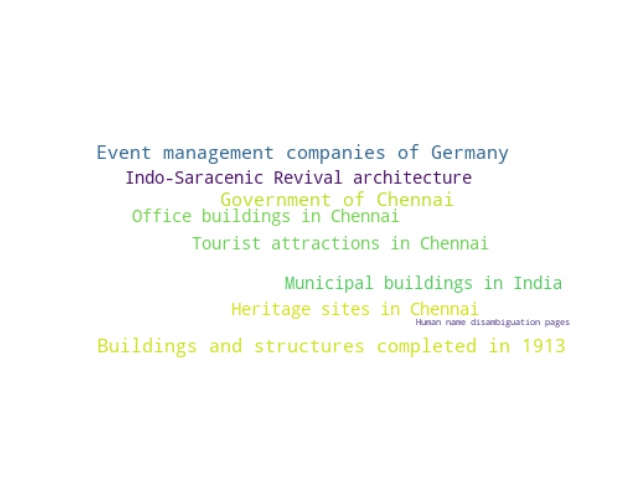 Event management companies of Germany
Indo-Saracenic Revival architecture
Government of Chennai
Office buildings in Chennai
Tourist attractions in Chennai
Municipal buildings in India
Heritage sites in Chennai
Human name disambiguation pages
Buildings and structures completed in 1913